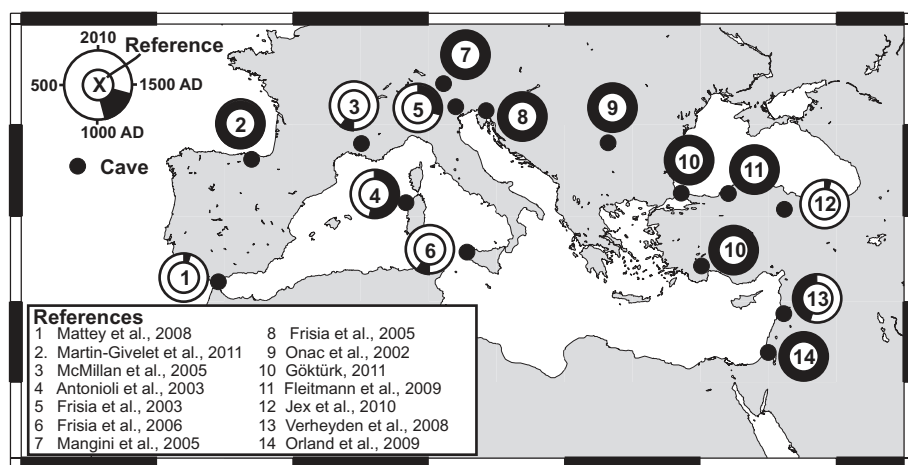 2010
Reference
500
X
1500 AD
1000 AD
Cave
1
2
3
4
5
6
7
8
9
10
11
12
10
13
14
References
1 Mattey et al., 2008
2. Martin-Givelet et al., 2011
3 McMillan et al., 2005
4 Antonioli et al., 2003
5 Frisia et al., 2003
6 Frisia et al., 2006
7 Mangini et al., 2005
8 Frisia et al., 2005
9 Onac et al., 2002
10 Göktürk, 2011
11 Fleitmann et al., 2009
12 Jex et al., 2010
13 Verheyden et al., 2008
14 Orland et al., 2009